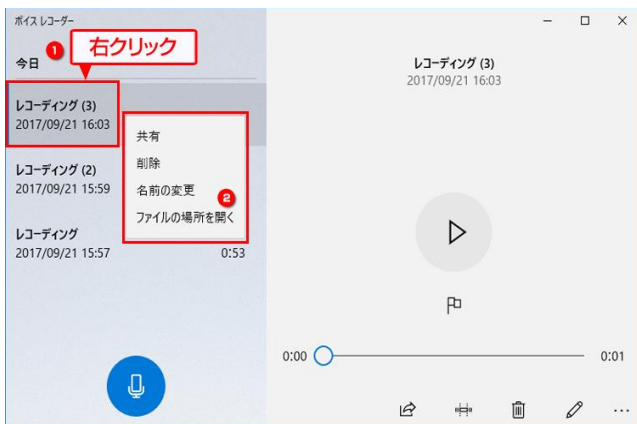 ボイス レコーダー
1
右クリック
今日
レコーディング (3)
2017/09/21 16:03
共有
削除
名前の変更
2
ファイルの場所を開く
レコーディング (2)
2017/09/21 15:59
レコーディング
2017/09/21 15:57
0:53
レコーディング (3)
2017/09/21 16:03
0:00
0:01